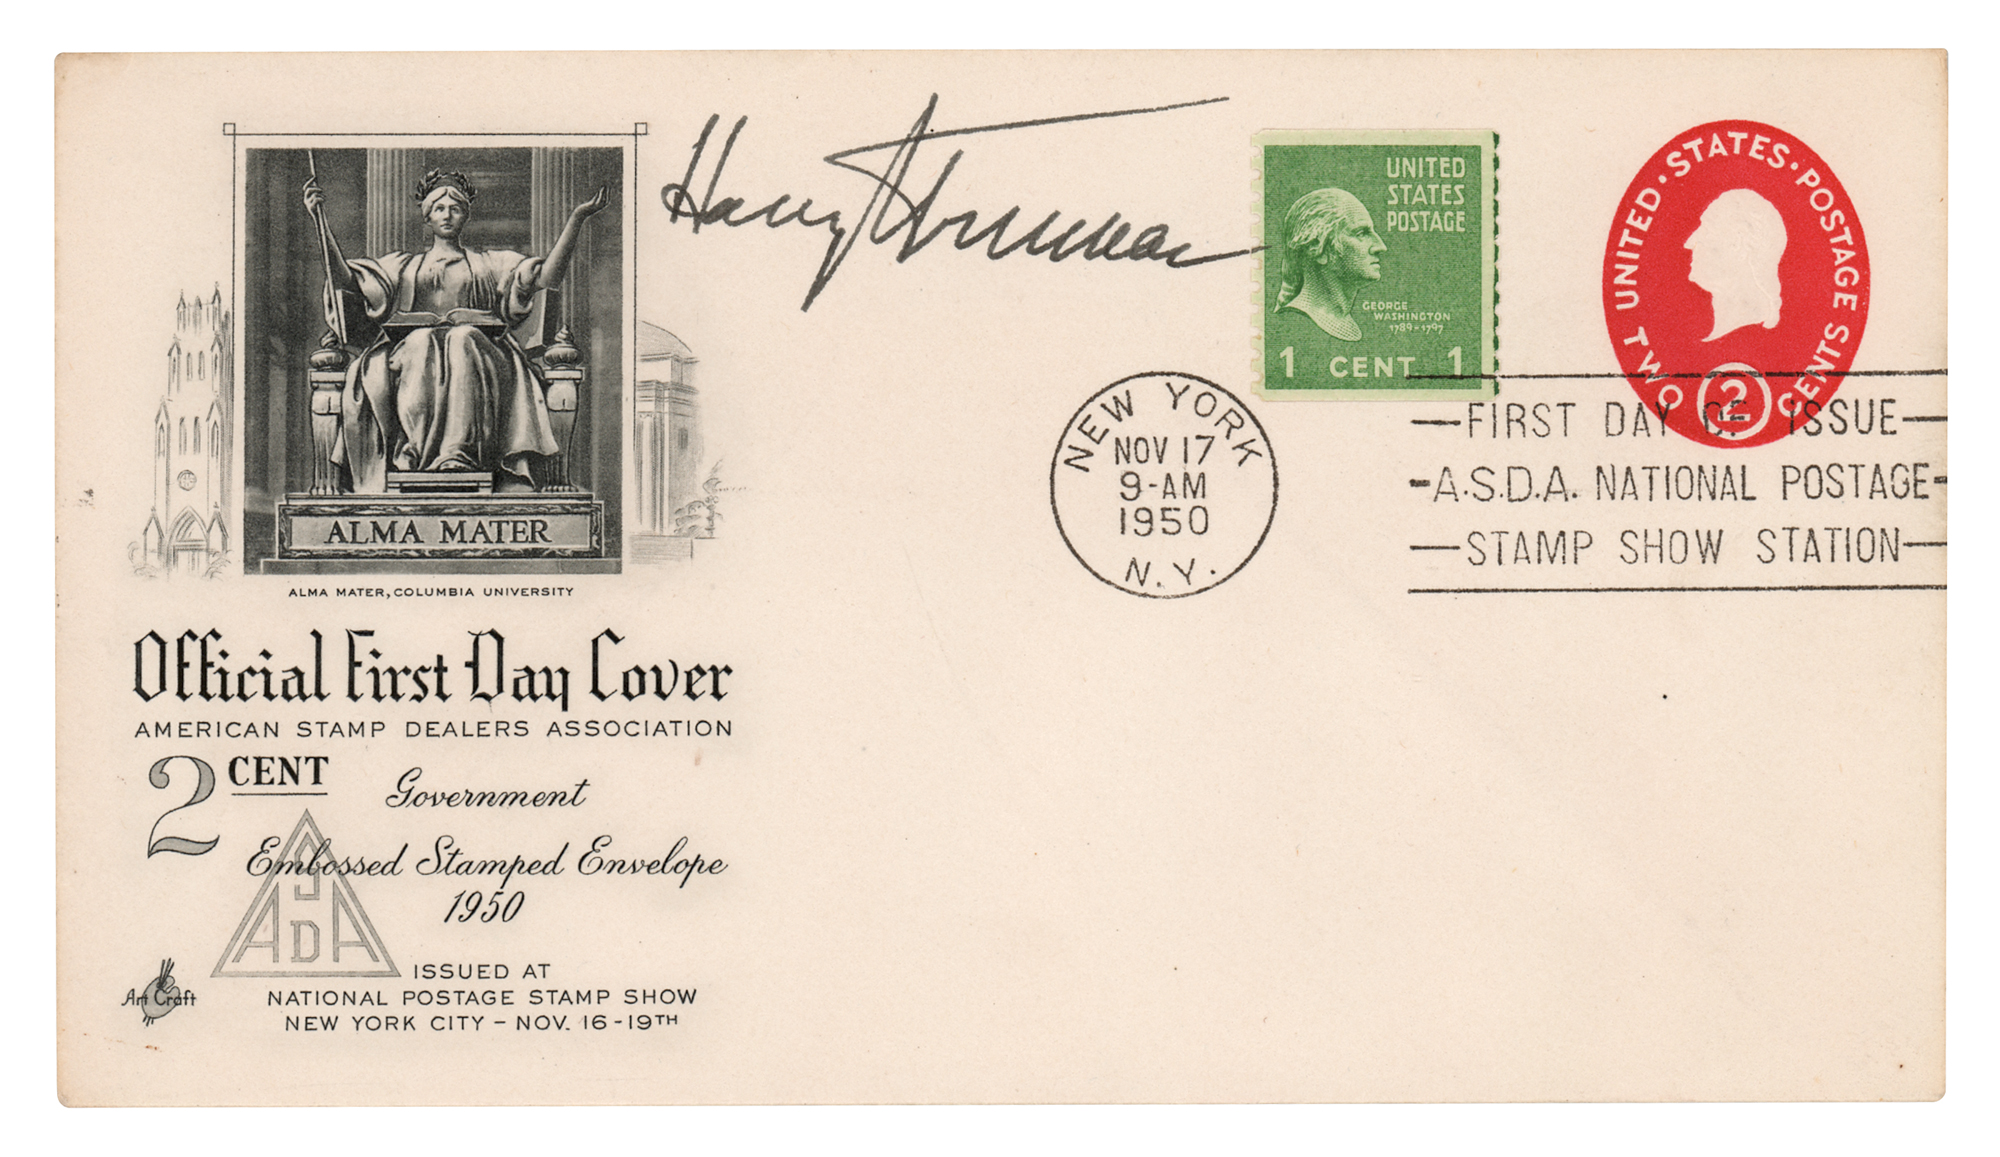 Harry Truman
UNITED
STATES
POSTAGE
GEORGE
WASHINGTON
1789-1797
1 CENT 1
UNITED·STATES·POSTAGE
TWO 2 CENTS
NEW YORK
NOV 17
9-AM
1950
N.Y.
FIRST DAY OF ISSUE
A.S.D.A. NATIONAL POSTAGE
STAMP SHOW STATION
ALMA MATER
ALMA MATER, COLUMBIA UNIVERSITY
Official First Day Cover
AMERICAN STAMP DEALERS ASSOCIATION
2 CENT
Government
Embossed Stamped Envelope
1950
ASDA
ISSUED AT
NATIONAL POSTAGE STAMP SHOW
NEW YORK CITY – NOV. 16-19TH
Art Craft